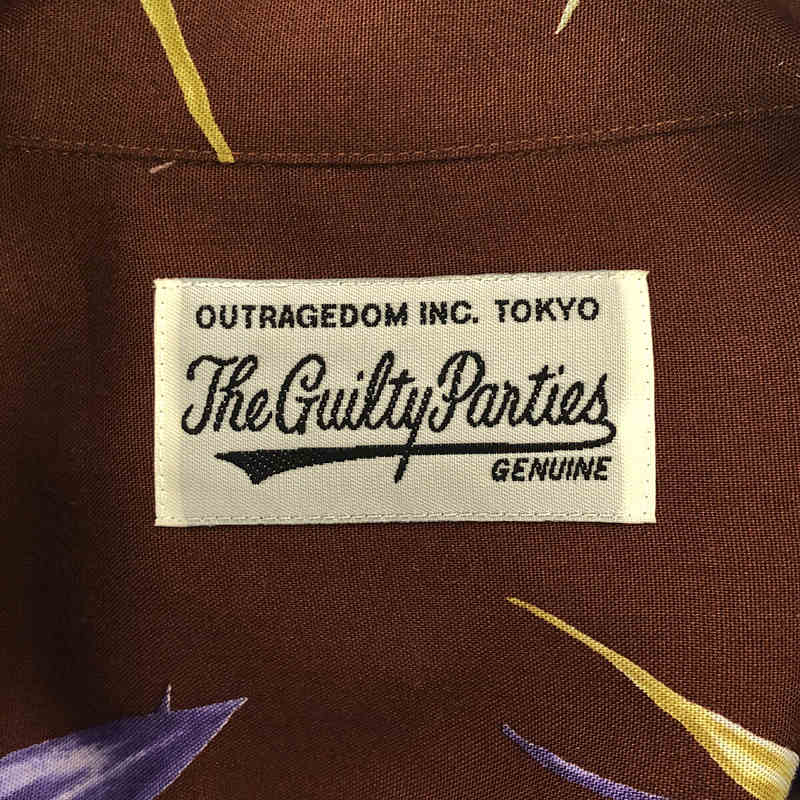 OUTRAGEDOM INC. TOKYO
The Guilty Parties
GENUINE